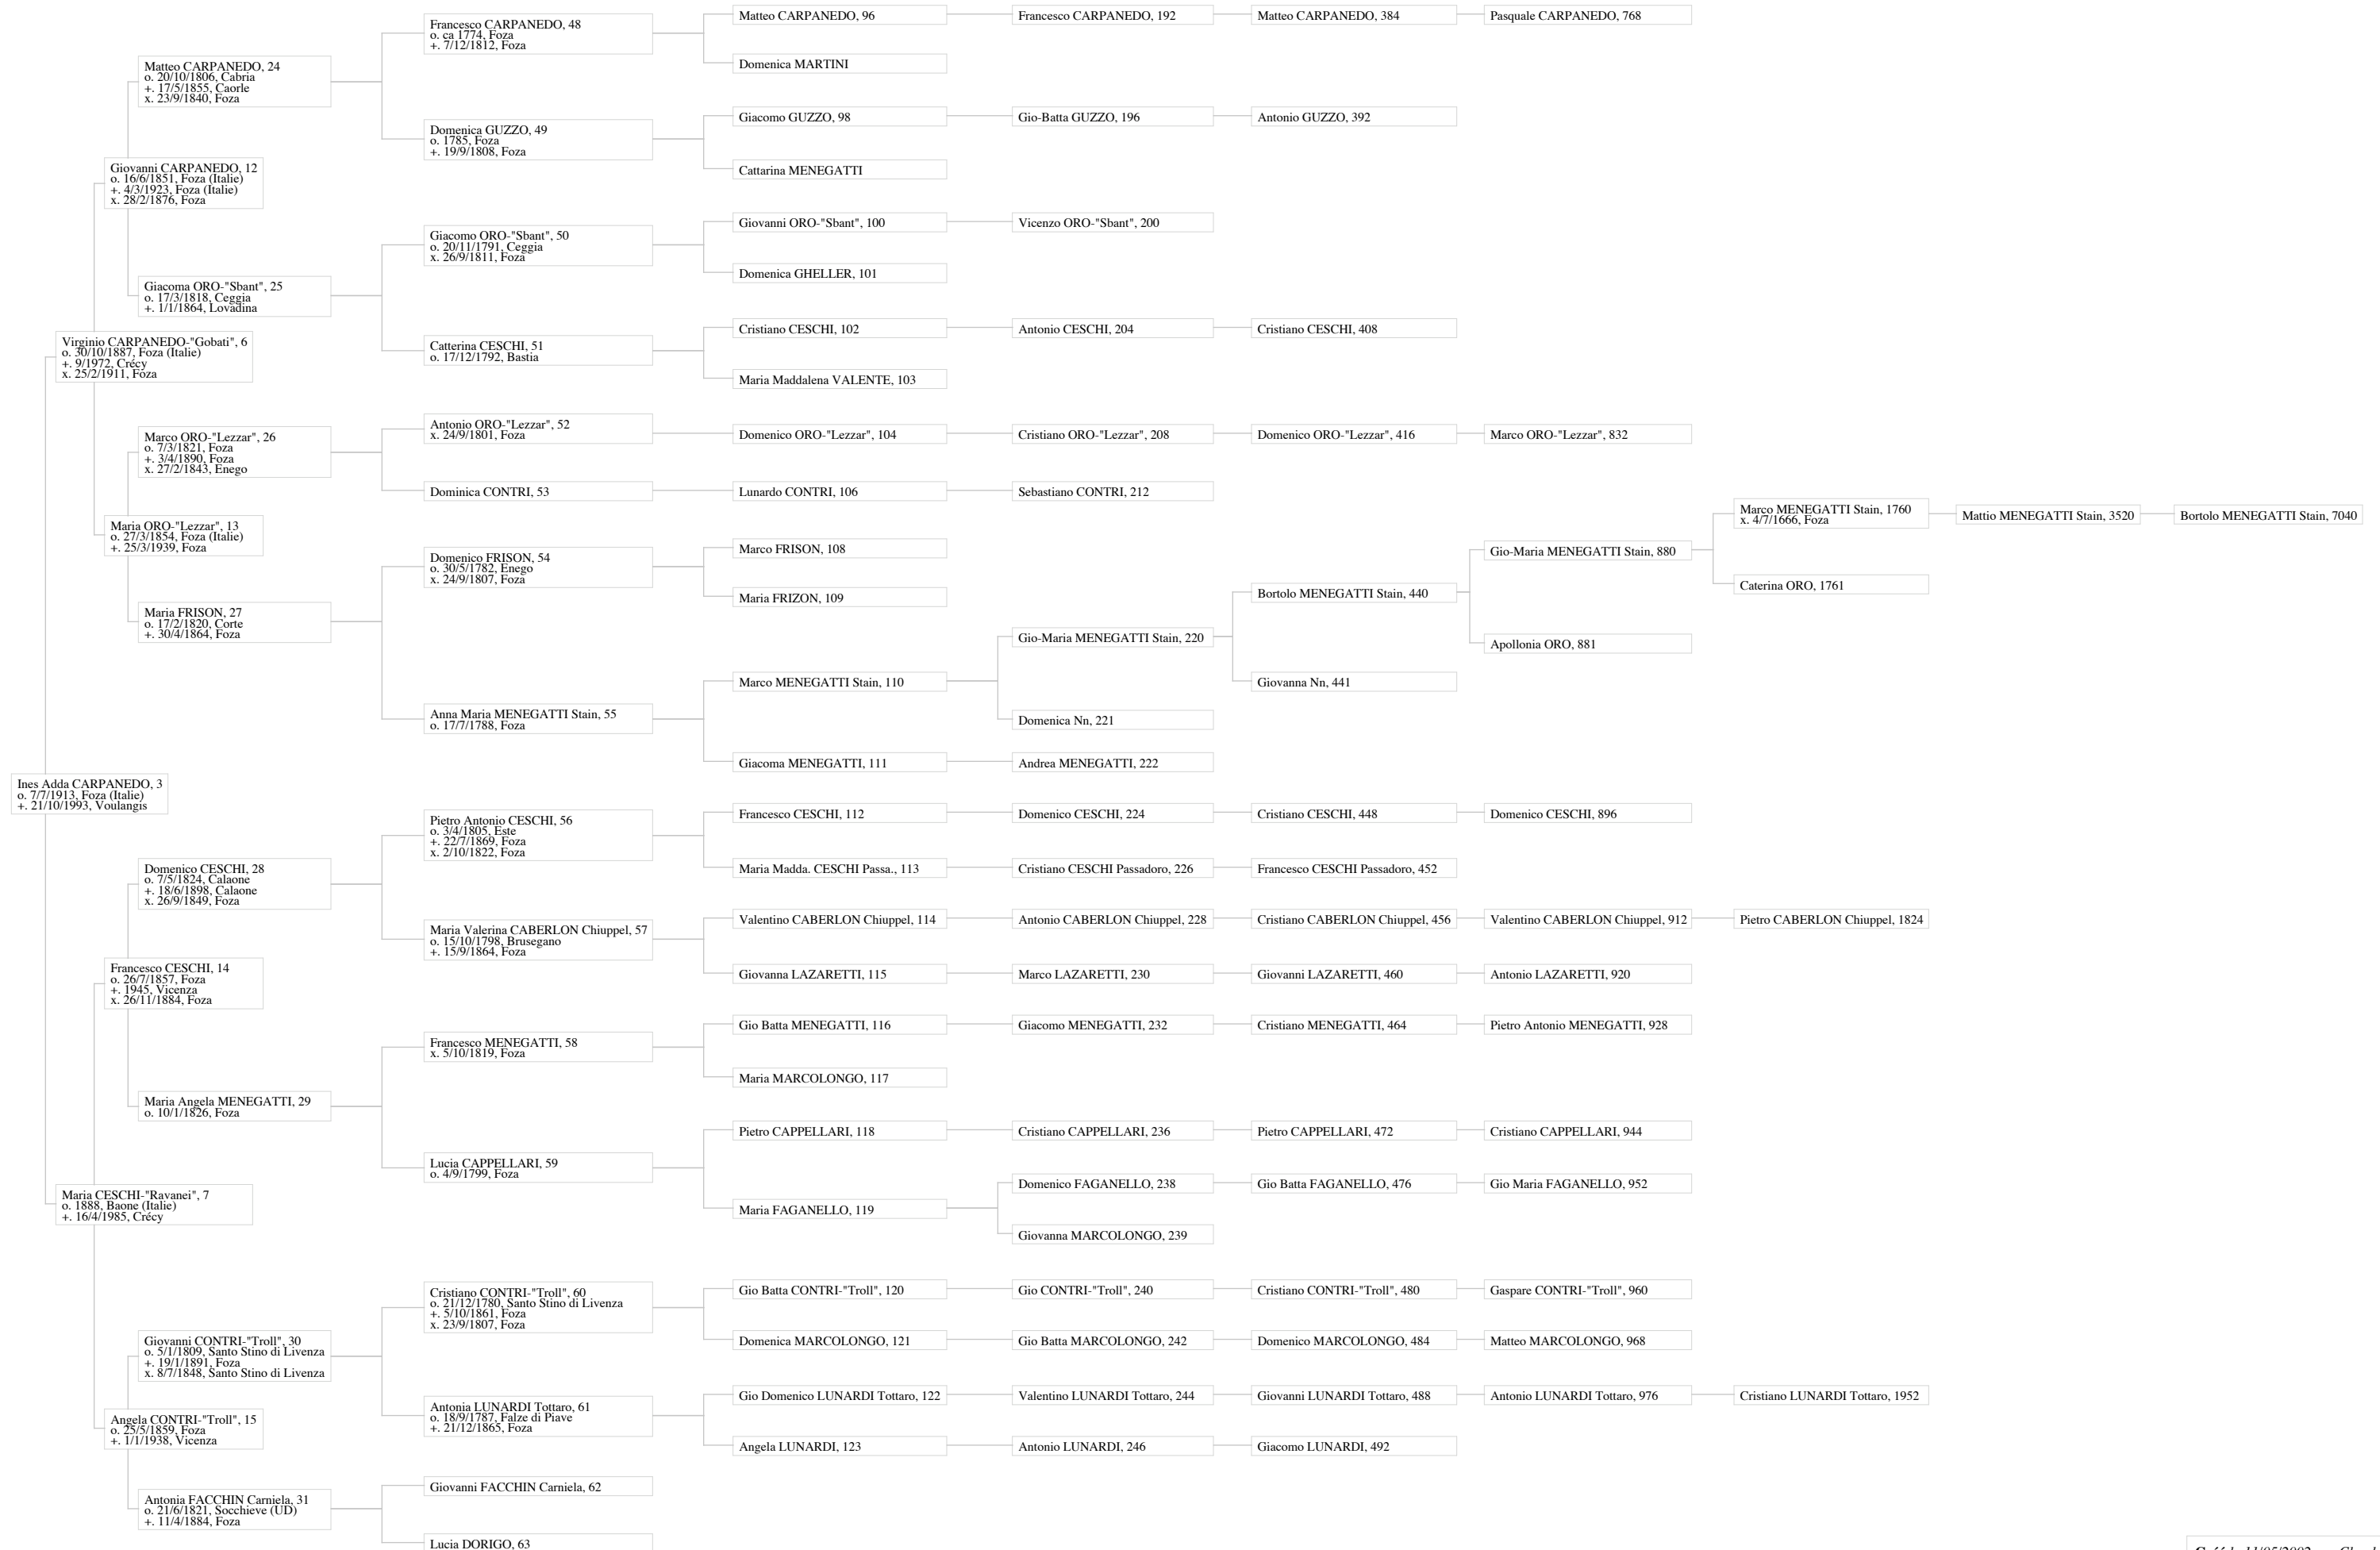 Ines Adda CARPANEDO, 3
o. 7/7/1913, Foza (Italie)
+. 21/10/1993, Voulangis
Virginio CARPANEDO-"Gobati", 6
o. 30/10/1887, Foza (Italie)
+. 9/1972, Crécy
x. 25/2/1911, Foza
Maria CESCHI-"Ravanei", 7
o. 1888, Baone (Italie)
+. 16/4/1985, Crécy
Giovanni CARPANEDO, 12
o. 16/6/1851, Foza (Italie)
+. 4/3/1923, Foza (Italie)
x. 28/2/1876, Foza
Maria ORO-"Lezzar", 13
o. 27/3/1854, Foza (Italie)
+. 25/3/1939, Foza
Francesco CESCHI, 14
o. 26/7/1857, Foza
+. 1945, Vicenza
x. 26/11/1884, Foza
Angela CONTRI-"Troll", 15
o. 25/5/1859, Foza
+. 1/1/1938, Vicenza
Matteo CARPANEDO, 24
o. 20/10/1806, Cabria
+. 17/5/1855, Caorle
x. 23/9/1840, Foza
Giacoma ORO-"Sbant", 25
o. 17/3/1818, Ceggia
+. 1/1/1864, Lovadina
Marco ORO-"Lezzar", 26
o. 7/3/1821, Foza
+. 3/4/1890, Foza
x. 27/2/1843, Enego
Maria FRISON, 27
o. 17/2/1820, Corte
+. 30/4/1864, Foza
Domenico CESCHI, 28
o. 7/5/1824, Calaone
+. 18/6/1898, Calaone
x. 26/9/1849, Foza
Maria Angela MENEGATTI, 29
o. 10/1/1826, Foza
Giovanni CONTRI-"Troll", 30
o. 5/1/1809, Santo Stino di Livenza
+. 19/1/1891, Foza
x. 8/7/1848, Santo Stino di Livenza
Antonia FACCHIN Carniela, 31
o. 21/6/1821, Socchieve (UD)
+. 11/4/1884, Foza
Francesco CARPANEDO, 48
o. ca 1774, Foza
+. 7/12/1812, Foza
Domenica GUZZO, 49
o. 1785, Foza
+. 19/9/1808, Foza
Giacomo ORO-"Sbant", 50
o. 20/11/1791, Ceggia
x. 26/9/1811, Foza
Catterina CESCHI, 51
o. 17/12/1792, Bastia
Antonio ORO-"Lezzar", 52
x. 24/9/1801, Foza
Dominica CONTRI, 53
Domenico FRISON, 54
o. 30/5/1782, Enego
x. 24/9/1807, Foza
Anna Maria MENEGATTI Stain, 55
o. 17/7/1788, Foza
Pietro Antonio CESCHI, 56
o. 3/4/1805, Este
+. 22/7/1869, Foza
x. 2/10/1822, Foza
Maria Valerina CABERLON Chiuppel, 57
o. 15/10/1798, Brusegano
+. 15/9/1864, Foza
Francesco MENEGATTI, 58
x. 5/10/1819, Foza
Lucia CAPPELLARI, 59
o. 4/9/1799, Foza
Cristiano CONTRI-"Troll", 60
o. 21/12/1780, Santo Stino di Livenza
+. 5/10/1861, Foza
x. 23/9/1807, Foza
Antonia LUNARDI Tottaro, 61
o. 18/9/1787, Falze di Piave
+. 21/12/1865, Foza
Giovanni FACCHIN Carniela, 62
Lucia DORIGO, 63
Matteo CARPANEDO, 96
Domenica MARTINI
Giacomo GUZZO, 98
Cattarina MENEGATTI
Giovanni ORO-"Sbant", 100
Domenica GHELLER, 101
Cristiano CESCHI, 102
Maria Maddalena VALENTE, 103
Domenico ORO-"Lezzar", 104
Lunardo CONTRI, 106
Marco FRISON, 108
Maria FRIZON, 109
Marco MENEGATTI Stain, 110
Giacoma MENEGATTI, 111
Francesco CESCHI, 112
Maria Madda. CESCHI Passa., 113
Valentino CABERLON Chiuppel, 114
Giovanna LAZARETTI, 115
Gio Batta MENEGATTI, 116
Maria MARCOLONGO, 117
Pietro CAPPELLARI, 118
Maria FAGANELLO, 119
Gio Batta CONTRI-"Troll", 120
Domenica MARCOLONGO, 121
Gio Domenico LUNARDI Tottaro, 122
Angela LUNARDI, 123
Francesco CARPANEDO, 192
Gio-Batta GUZZO, 196
Vicenzo ORO-"Sbant", 200
Antonio CESCHI, 204
Cristiano ORO-"Lezzar", 208
Sebastiano CONTRI, 212
Gio-Maria MENEGATTI Stain, 220
Domenica Nn, 221
Andrea MENEGATTI, 222
Domenico CESCHI, 224
Cristiano CESCHI Passadoro, 226
Antonio CABERLON Chiuppel, 228
Marco LAZARETTI, 230
Giacomo MENEGATTI, 232
Cristiano CAPPELLARI, 236
Domenico FAGANELLO, 238
Giovanna MARCOLONGO, 239
Gio CONTRI-"Troll", 240
Gio Batta MARCOLONGO, 242
Valentino LUNARDI Tottaro, 244
Antonio LUNARDI, 246
Matteo CARPANEDO, 384
Antonio GUZZO, 392
Cristiano CESCHI, 408
Domenico ORO-"Lezzar", 416
Bortolo MENEGATTI Stain, 440
Giovanna Nn, 441
Cristiano CESCHI, 448
Francesco CESCHI Passadoro, 452
Cristiano CABERLON Chiuppel, 456
Giovanni LAZARETTI, 460
Cristiano MENEGATTI, 464
Pietro CAPPELLARI, 472
Gio Batta FAGANELLO, 476
Cristiano CONTRI-"Troll", 480
Domenico MARCOLONGO, 484
Giovanni LUNARDI Tottaro, 488
Giacomo LUNARDI, 492
Pasquale CARPANEDO, 768
Marco ORO-"Lezzar", 832
Gio-Maria MENEGATTI Stain, 880
Apollonia ORO, 881
Domenico CESCHI, 896
Valentino CABERLON Chiuppel, 912
Antonio LAZARETTI, 920
Pietro Antonio MENEGATTI, 928
Cristiano CAPPELLARI, 944
Gio Maria FAGANELLO, 952
Gaspare CONTRI-"Troll", 960
Matteo MARCOLONGO, 968
Antonio LUNARDI Tottaro, 976
Marco MENEGATTI Stain, 1760
x. 4/7/1666, Foza
Caterina ORO, 1761
Pietro CABERLON Chiuppel, 1824
Cristiano LUNARDI Tottaro, 1952
Mattio MENEGATTI Stain, 3520
Bortolo MENEGATTI Stain, 7040